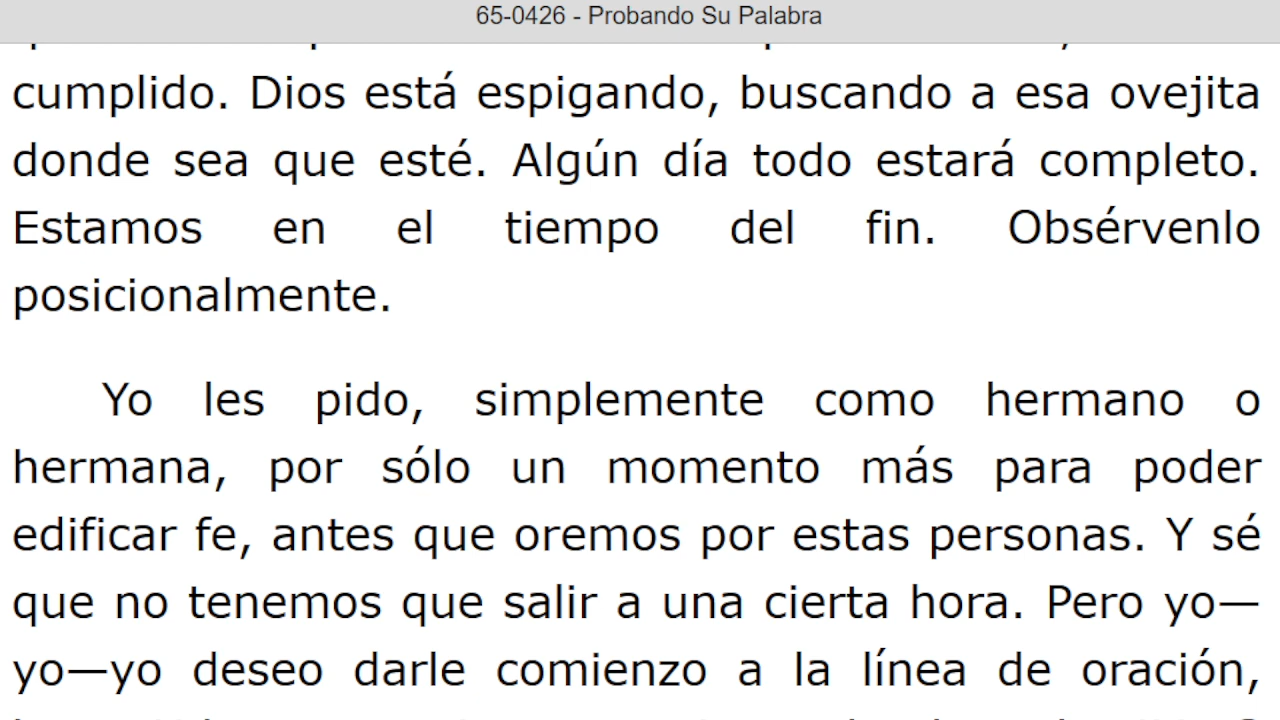 65-0426 - Probando Su Palabra
cumplido. Dios está espigando, buscando a esa ovejita
donde sea que esté. Algún día todo estará completo.
Estamos en el tiempo del fin. Obsérvenlo
posicionalmente.
Yo les pido, simplemente como hermano o
hermana, por sólo un momento más para poder
edificar fe, antes que oremos por estas personas. Y sé
que no tenemos que salir a una cierta hora. Pero yo—
yo—yo deseo darle comienzo a la línea de oración,